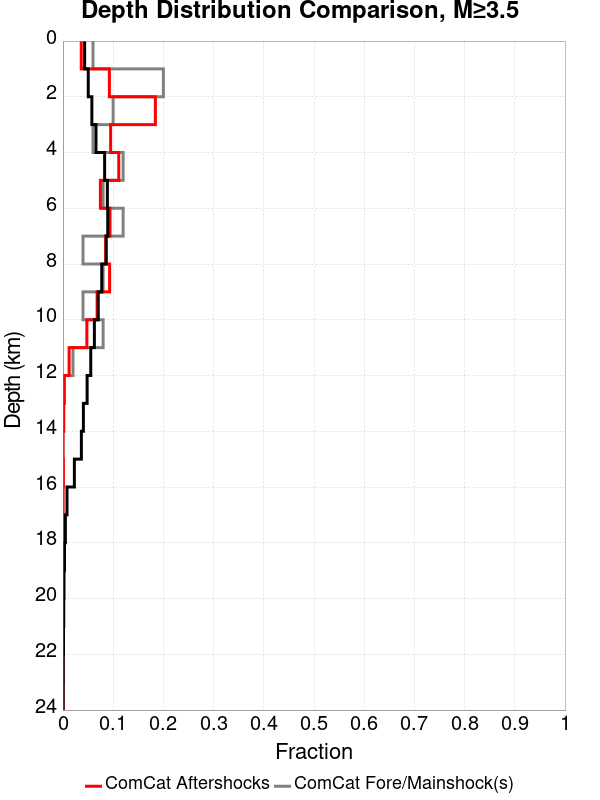 Depth Distribution Comparison, M≥3.5
0
2
4
6
8
10
12
14
16
18
20
22
24
Depth (km)
0 0.1 0.2 0.3 0.4 0.5 0.6 0.7 0.8 0.9 1
Fraction
ComCat Aftershocks ComCat Fore/Mainshock(s)